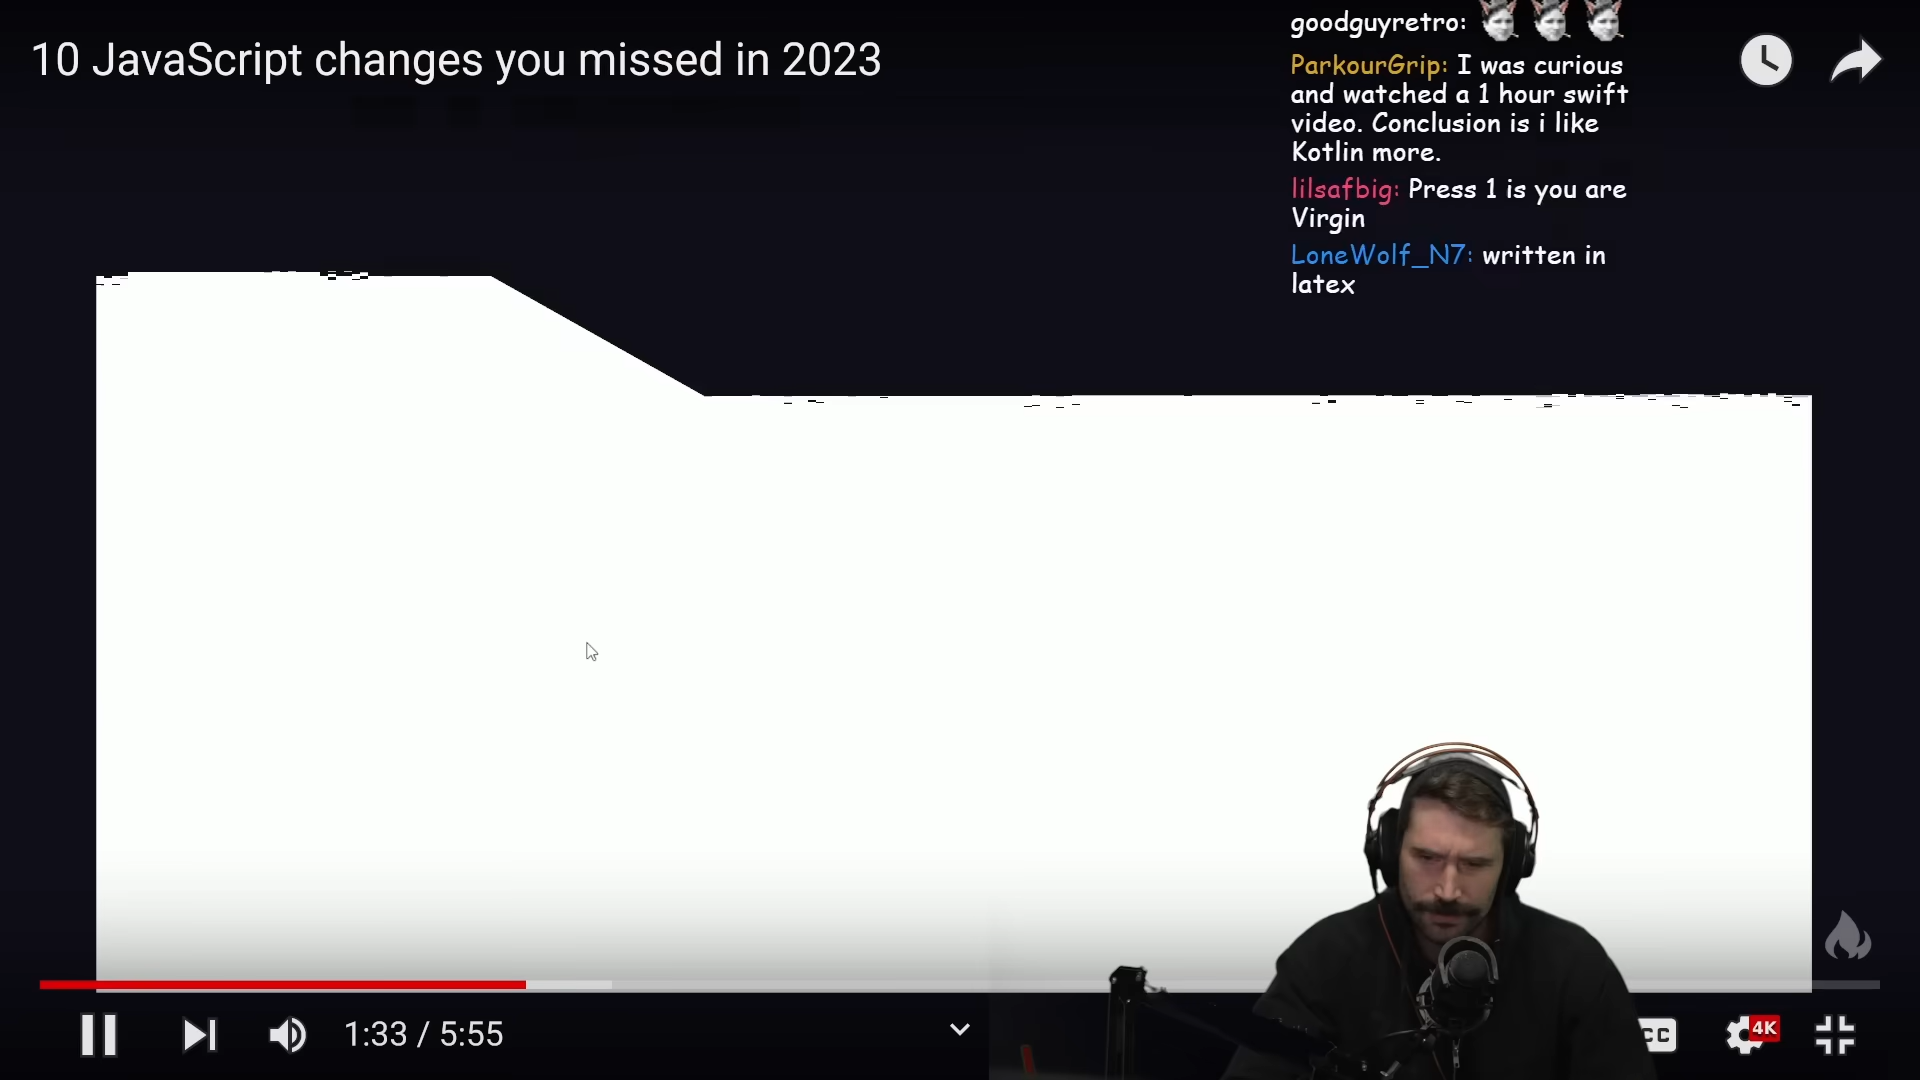 10 JavaScript changes you missed in 2023
goodguyretro:
ParkourGrip: I was curious
and watched a 1 hour swift
video. Conclusion is i like
Kotlin more.
lilsafbig: Press 1 is you are
Virgin
LoneWolf_N7: written in
latex
1:33 / 5:55
CC
4K